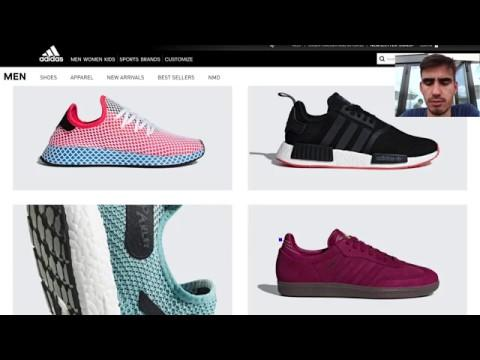 adidas
MEN WOMEN KIDS SPORTS BRANDS CUSTOMIZE
MEN SHOES APPAREL NEW ARRIVALS BEST SELLERS NMD